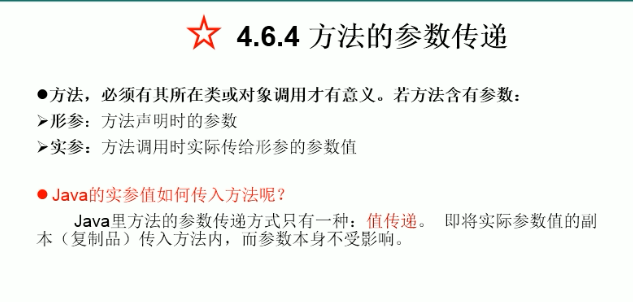 4.6.4 方法的参数传递
●方法，必须有其所在类或对象调用才有意义。若方法含有参数：
➢形参：方法声明时的参数
➢实参：方法调用时实际传给形参的参数值
●Java的实参值如何传入方法呢？
Java里方法的参数传递方式只有一种：值传递。 即将实际参数值的副
本（复制品）传入方法内，而参数本身不受影响。